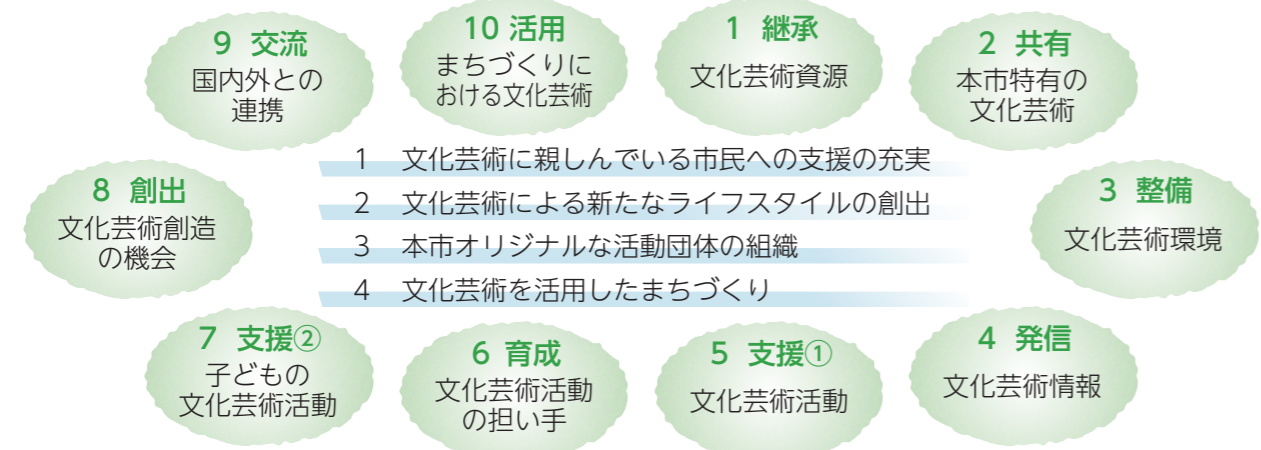 1 継承
文化芸術資源
2 共有
本市特有の
文化芸術
3 整備
文化芸術環境
4 発信
文化芸術情報
5 支援①
文化芸術活動
6 育成
文化芸術活動
の担い手
7 支援②
子どもの
文化芸術活動
8 創出
文化芸術創造
の機会
9 交流
国内外との
連携
10 活用
まちづくりに
おける文化芸術
1 文化芸術に親しんでいる市民への支援の充実
2 文化芸術による新たなライフスタイルの創出
3 本市オリジナルな活動団体の組織
4 文化芸術を活用したまちづくり